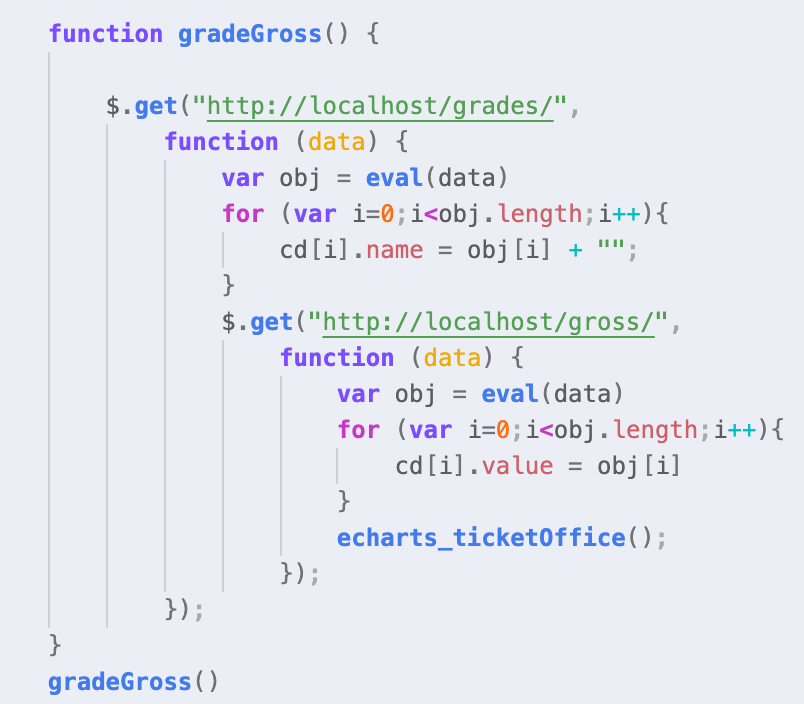 function gradeGross() {
$.get("http://localhost/grades/",
function (data) {
var obj = eval(data)
for (var i=0;i<obj.length;i++){
cd[i].name = obj[i] + "";
}
$.get("http://localhost/gross/",
function (data) {
var obj = eval(data)
for (var i=0;i<obj.length;i++){
cd[i].value = obj[i]
}
echarts_ticketOffice();
});
});
}
gradeGross()